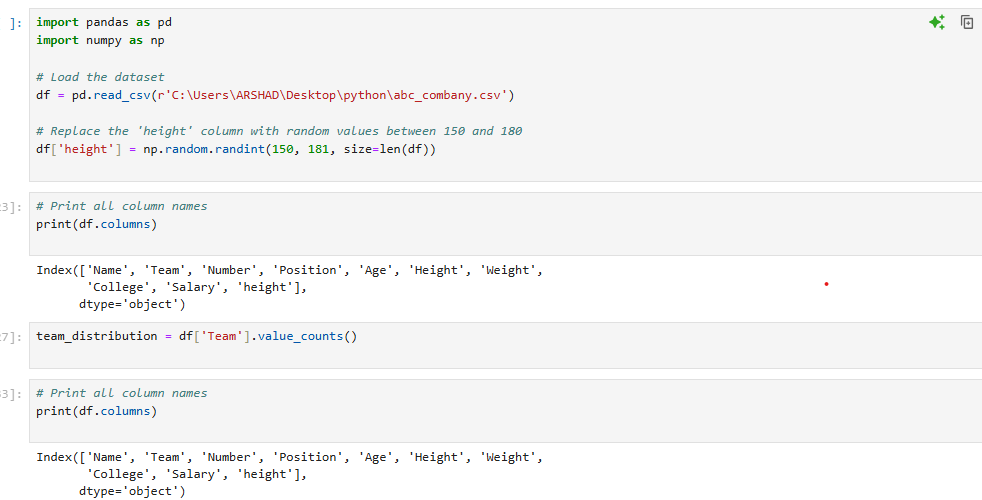 ]:
import pandas as pd
import numpy as np
# Load the dataset
df = pd.read_csv(r'C:\Users\ARSHAD\Desktop\python\abc_combany.csv')
# Replace the 'height' column with random values between 150 and 180
df['height'] = np.random.randint(150, 181, size=len(df))
3]:
# Print all column names
print(df.columns)
Index(['Name', 'Team', 'Number', 'Position', 'Age', 'Height', 'Weight',
'College', 'Salary', 'height'],
dtype='object')
7]:
team_distribution = df['Team'].value_counts()
3]:
# Print all column names
print(df.columns)
Index(['Name', 'Team', 'Number', 'Position', 'Age', 'Height', 'Weight',
'College', 'Salary', 'height'],
dtype='object')